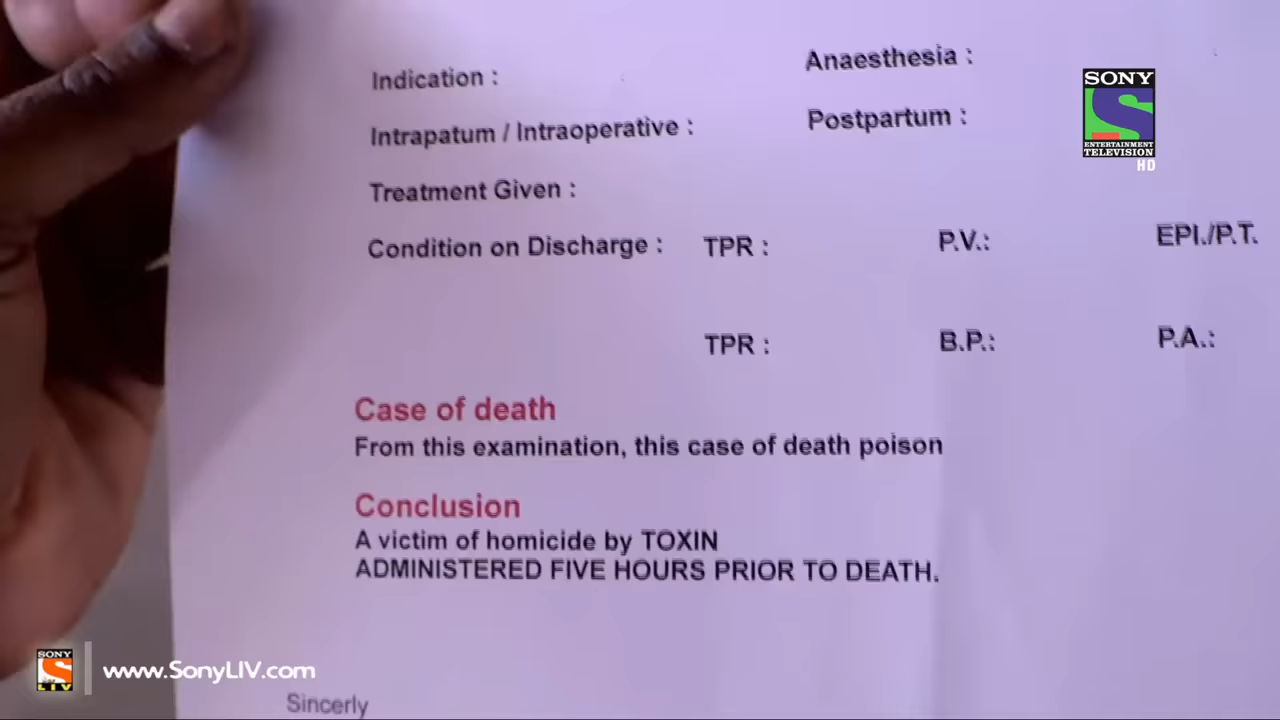 Indication :
Anaesthesia :
Intrapatum / Intraoperative :
Postpartum :
Treatment Given :
Condition on Discharge : TPR : P.V.: EPI./P.T.
TPR : B.P.: P.A.:
Case of death
From this examination, this case of death poison
Conclusion
A victim of homicide by TOXIN
ADMINISTERED FIVE HOURS PRIOR TO DEATH.
Sincerly
SONY
S
ENTERTAINMENT
TELEVISION
HD
SONY
LIV
www.SonyLIV.com